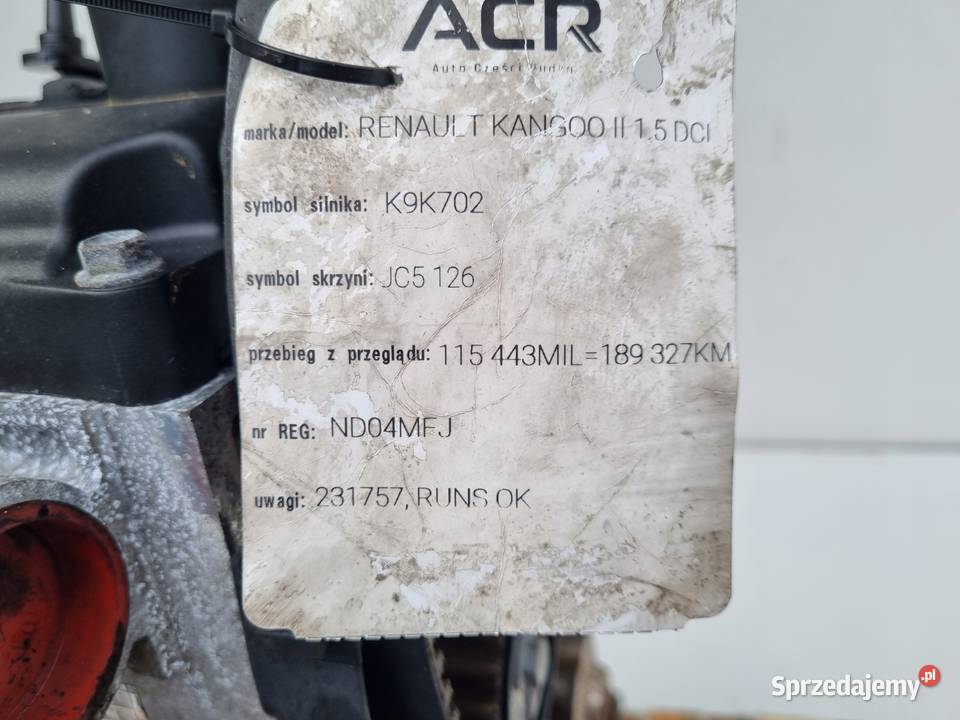 ACR
Auto Części
marka/model: RENAULT KANGOO II 1.5 DCI
symbol silnika: K9K702
symbol skrzyni: JC5 126
przebieg z przeglądu: 115 443MIL=189 327KM
nr REG: ND04MFJ
uwagi: 231757, RUNS OK
Sprzedajemy.pl